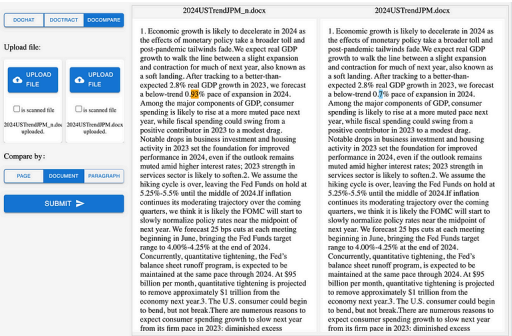 DOCHAT
DOCTRACT
DOCOMPARE
Upload file:
UPLOAD FILE
UPLOAD FILE
is scanned file
is scanned file
2024USTrendJPM_n.docx
uploaded.
2024USTrendJPM.docx
uploaded.
Compare by:
PAGE
DOCUMENT
PARAGRAPH
SUBMIT
2024USTrendJPM_n.docx
1. Economic growth is likely to decelerate in 2024 as
the effects of monetary policy take a broader toll and
post-pandemic tailwinds fade.We expect real GDP
growth to walk the line between a slight expansion
and contraction for much of next year, also known as
a soft landing. After tracking to a better-than-
expected 2.8% real growth in 2023, we forecast
a below-trend 0.93% pace of expansion in 2024.
Among the major components of GDP, consumer
spending is likely to rise at a more muted pace next
year, while fiscal spending could swing from a
positive contributor in 2023 to a modest drag.
Notable drops in business investment and housing
activity in 2023 set the foundation for improved
performance in 2024, even if the outlook remains
muted amid higher interest rates; 2023 strength in
services sector is likely to soften.2. We assume the
hiking cycle is over, leaving the Fed Funds on hold at
5.25%-5.5% until the middle of 2024.If inflation
continues its moderating trajectory over the coming
quarters, we think it is likely the FOMC will start to
slowly normalize policy rates near the midpoint of
next year. We forecast 25 bps cuts at each meeting
beginning in June, bringing the Fed Funds target
range to 4.00%-4.25% at the end of 2024.
Concurrently, quantitative tightening, the Fed's
balance sheet runoff program, is expected to be
maintained at the same pace through 2024. At $95
billion per month, quantitative tightening is projected
to remove approximately $1 trillion from the
economy next year.3. The U.S. consumer could begin
to bend, but not break.There are numerous reasons to
expect consumer spending growth to slow next year
from its firm pace in 2023: diminished excess
2024USTrendJPM.docx
1. Economic growth is likely to decelerate in 2024 as
the effects of monetary policy take a broader toll and
post-pandemic tailwinds fade.We expect real GDP
growth to walk the line between a slight expansion
and contraction for much of next year, also known as
a soft landing. After tracking to a better-than-
expected 2.8% real growth in 2023, we forecast
a below-trend 0.7% pace of expansion in 2024.
Among the major components of GDP, consumer
spending is likely to rise at a more muted pace next
year, while fiscal spending could swing from a
positive contributor in 2023 to a modest drag.
Notable drops in business investment and housing
activity in 2023 set the foundation for improved
performance in 2024, even if the outlook remains
muted amid higher interest rates; 2023 strength in
services sector is likely to soften.2. We assume the
hiking cycle is over, leaving the Fed Funds on hold at
5.25%-5.5% until the middle of 2024.If inflation
continues its moderating trajectory over the coming
quarters, we think it is likely the FOMC will start to
slowly normalize policy rates near the midpoint of
next year. We forecast 25 bps cuts at each meeting
beginning in June, bringing the Fed Funds target
range to 4.00%-4.25% at the end of 2024.
Concurrently, quantitative tightening, the Fed's
balance sheet runoff program, is expected to be
maintained at the same pace through 2024. At $95
billion per month, quantitative tightening is projected
to remove approximately $1 trillion from the
economy next year.3. The U.S. consumer could begin
to bend, but not break.There are numerous reasons to
expect consumer spending growth to slow next year
from its firm pace in 2023: diminished excess